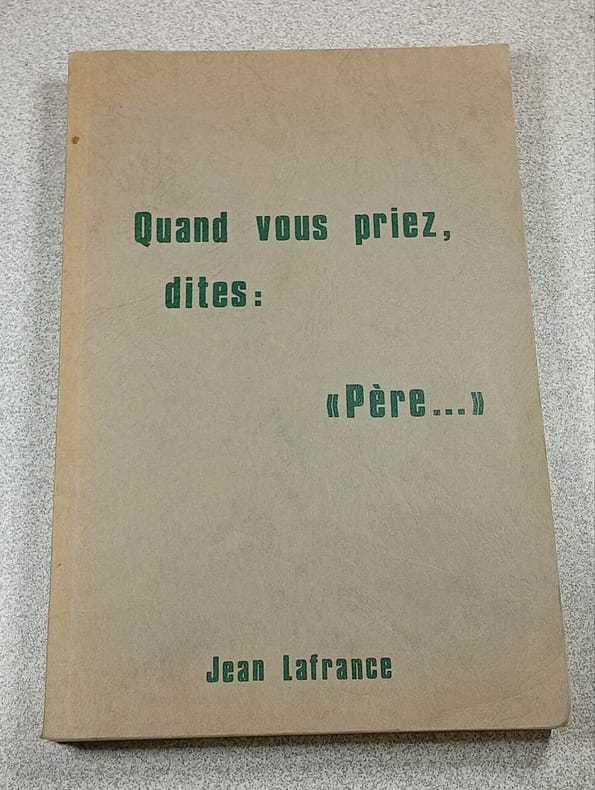 Quand vous priez,
dites:
«Père...»
Jean Lafrance